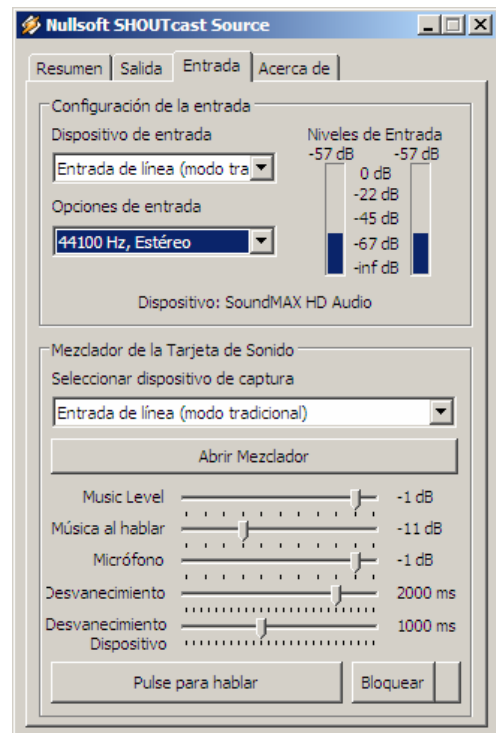 Nullsoft SHOUTcast Source
Resumen Salida Entrada Acerca de
Configuración de la entrada
Dispositivo de entrada
Entrada de línea (modo tra
Opciones de entrada
44100 Hz, Estéreo
Niveles de Entrada
-57 dB -57 dB
0 dB
-22 dB
-45 dB
-67 dB
-inf dB
Dispositivo: SoundMAX HD Audio
Mezclador de la Tarjeta de Sonido
Seleccionar dispositivo de captura
Entrada de línea (modo tradicional)
Abrir Mezclador
Music Level -1 dB
Música al hablar -11 dB
Micrófono -1 dB
Desvanecimiento 2000 ms
Desvanecimiento 1000 ms
Dispositivo
Pulse para hablar Bloquear